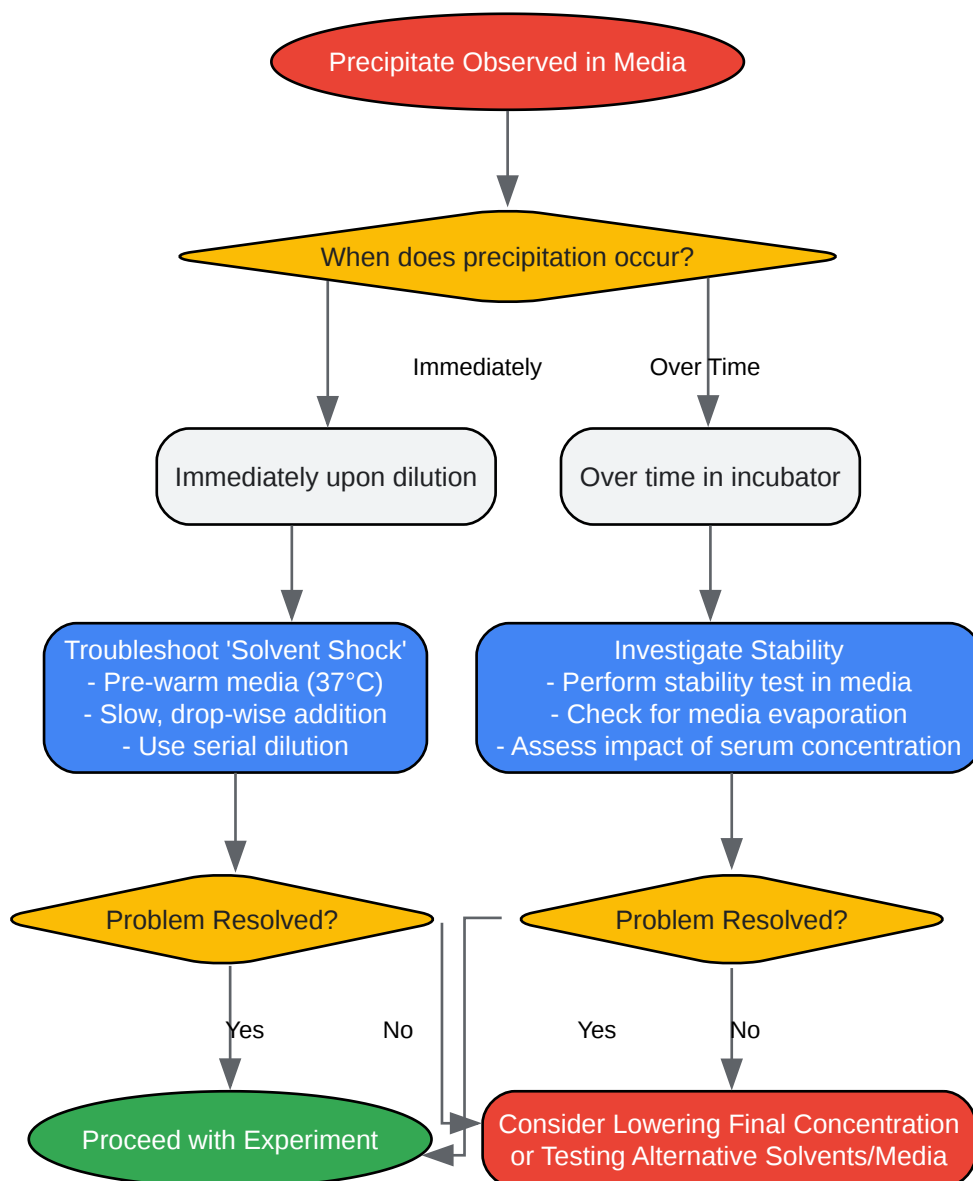 Precipitate Observed in Media
When does precipitation occur?
Immediately
Over Time
Immediately upon dilution
Over time in incubator
Troubleshoot 'Solvent Shock'
- Pre-warm media (37°C)
- Slow, drop-wise addition
- Use serial dilution
Investigate Stability
- Perform stability test in media
- Check for media evaporation
- Assess impact of serum concentration
Problem Resolved?
Problem Resolved?
Yes
No
Yes
No
Proceed with Experiment
Consider Lowering Final Concentration
or Testing Alternative Solvents/Media